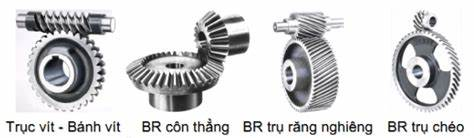 Trục vít - Bánh vít
BR côn thẳng
BR trụ răng nghiêng
BR trụ chéo